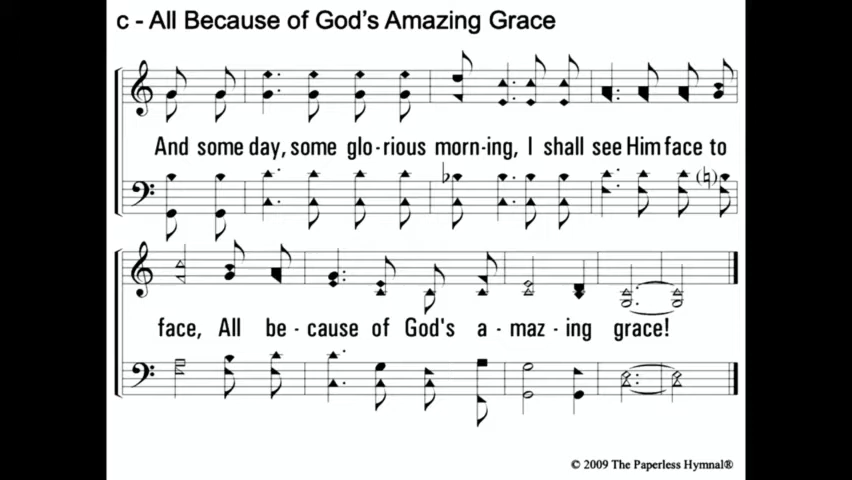 c - All Because of God's Amazing Grace
And some day, some glo - rious morn - ing, I shall see Him face to
face, All be - cause of God's a - maz - ing grace!
© 2009 The Paperless Hymnal®